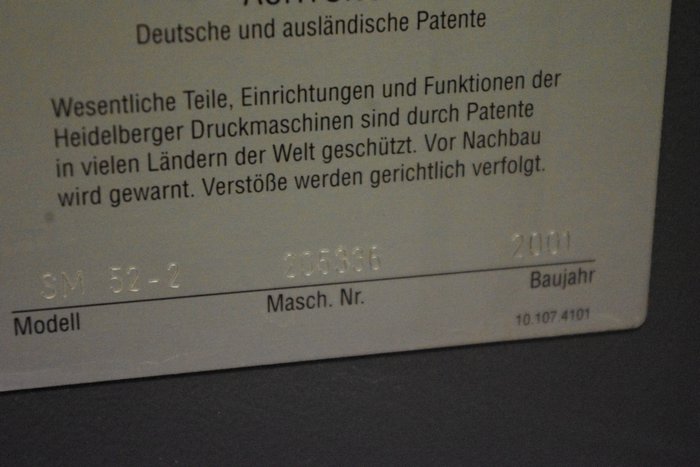 Deutsche und ausländische Patente
Wesentliche Teile, Einrichtungen und Funktionen der
Heidelberger Druckmaschinen sind durch Patente
in vielen Ländern der Welt geschützt. Vor Nachbau
wird gewarnt. Verstöße werden gerichtlich verfolgt.
SM 52-2 2001
Modell Masch. Nr. Baujahr
10.107.4101